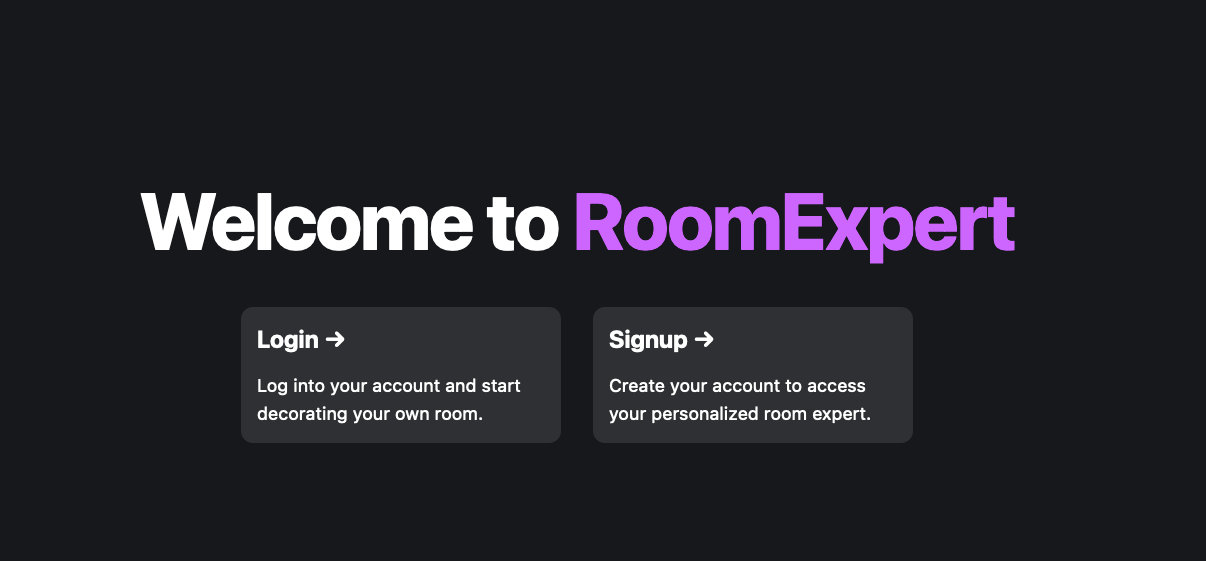 Welcome to RoomExpert
Login →
Log into your account and start
decorating your own room.
Signup →
Create your account to access
your personalized room expert.